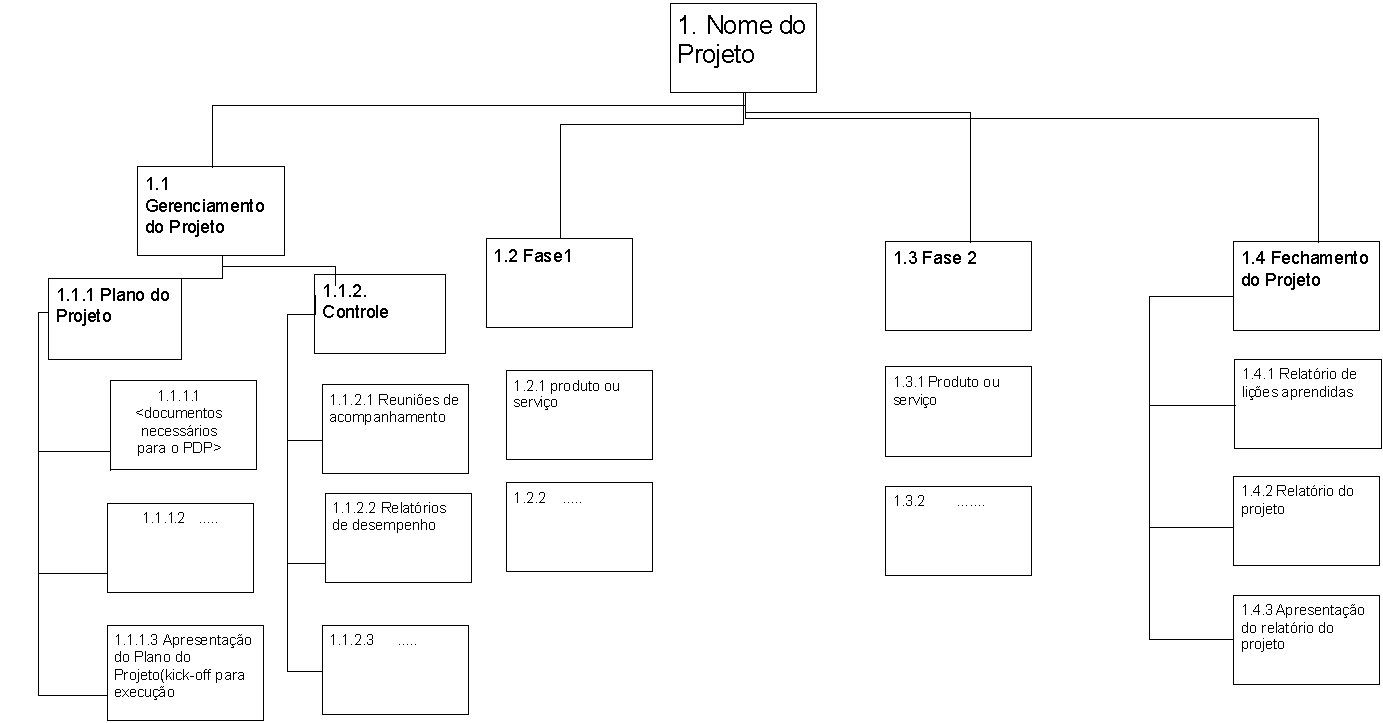 1. Nome do
Projeto
1.1
Gerenciamento
do Projeto
1.1.1 Plano do
Projeto
1.1.1.1
<documentos
necessários
para o PDP>
1.1.1.2 .....
1.1.1.3 Apresentação
do Plano do
Projeto(kick-off para
execução
1.1.2.
Controle
1.1.2.1 Reuniões de
acompanhamento
1.1.2.2 Relatórios
de desempenho
1.1.2.3 .....
1.2 Fase1
1.2.1 produto ou
serviço
1.2.2 .....
1.3 Fase 2
1.3.1 Produto ou
serviço
1.3.2 .......
1.4 Fechamento
do Projeto
1.4.1 Relatório de
lições aprendidas
1.4.2 Relatório do
projeto
1.4.3 Apresentação
do relatório do
projeto